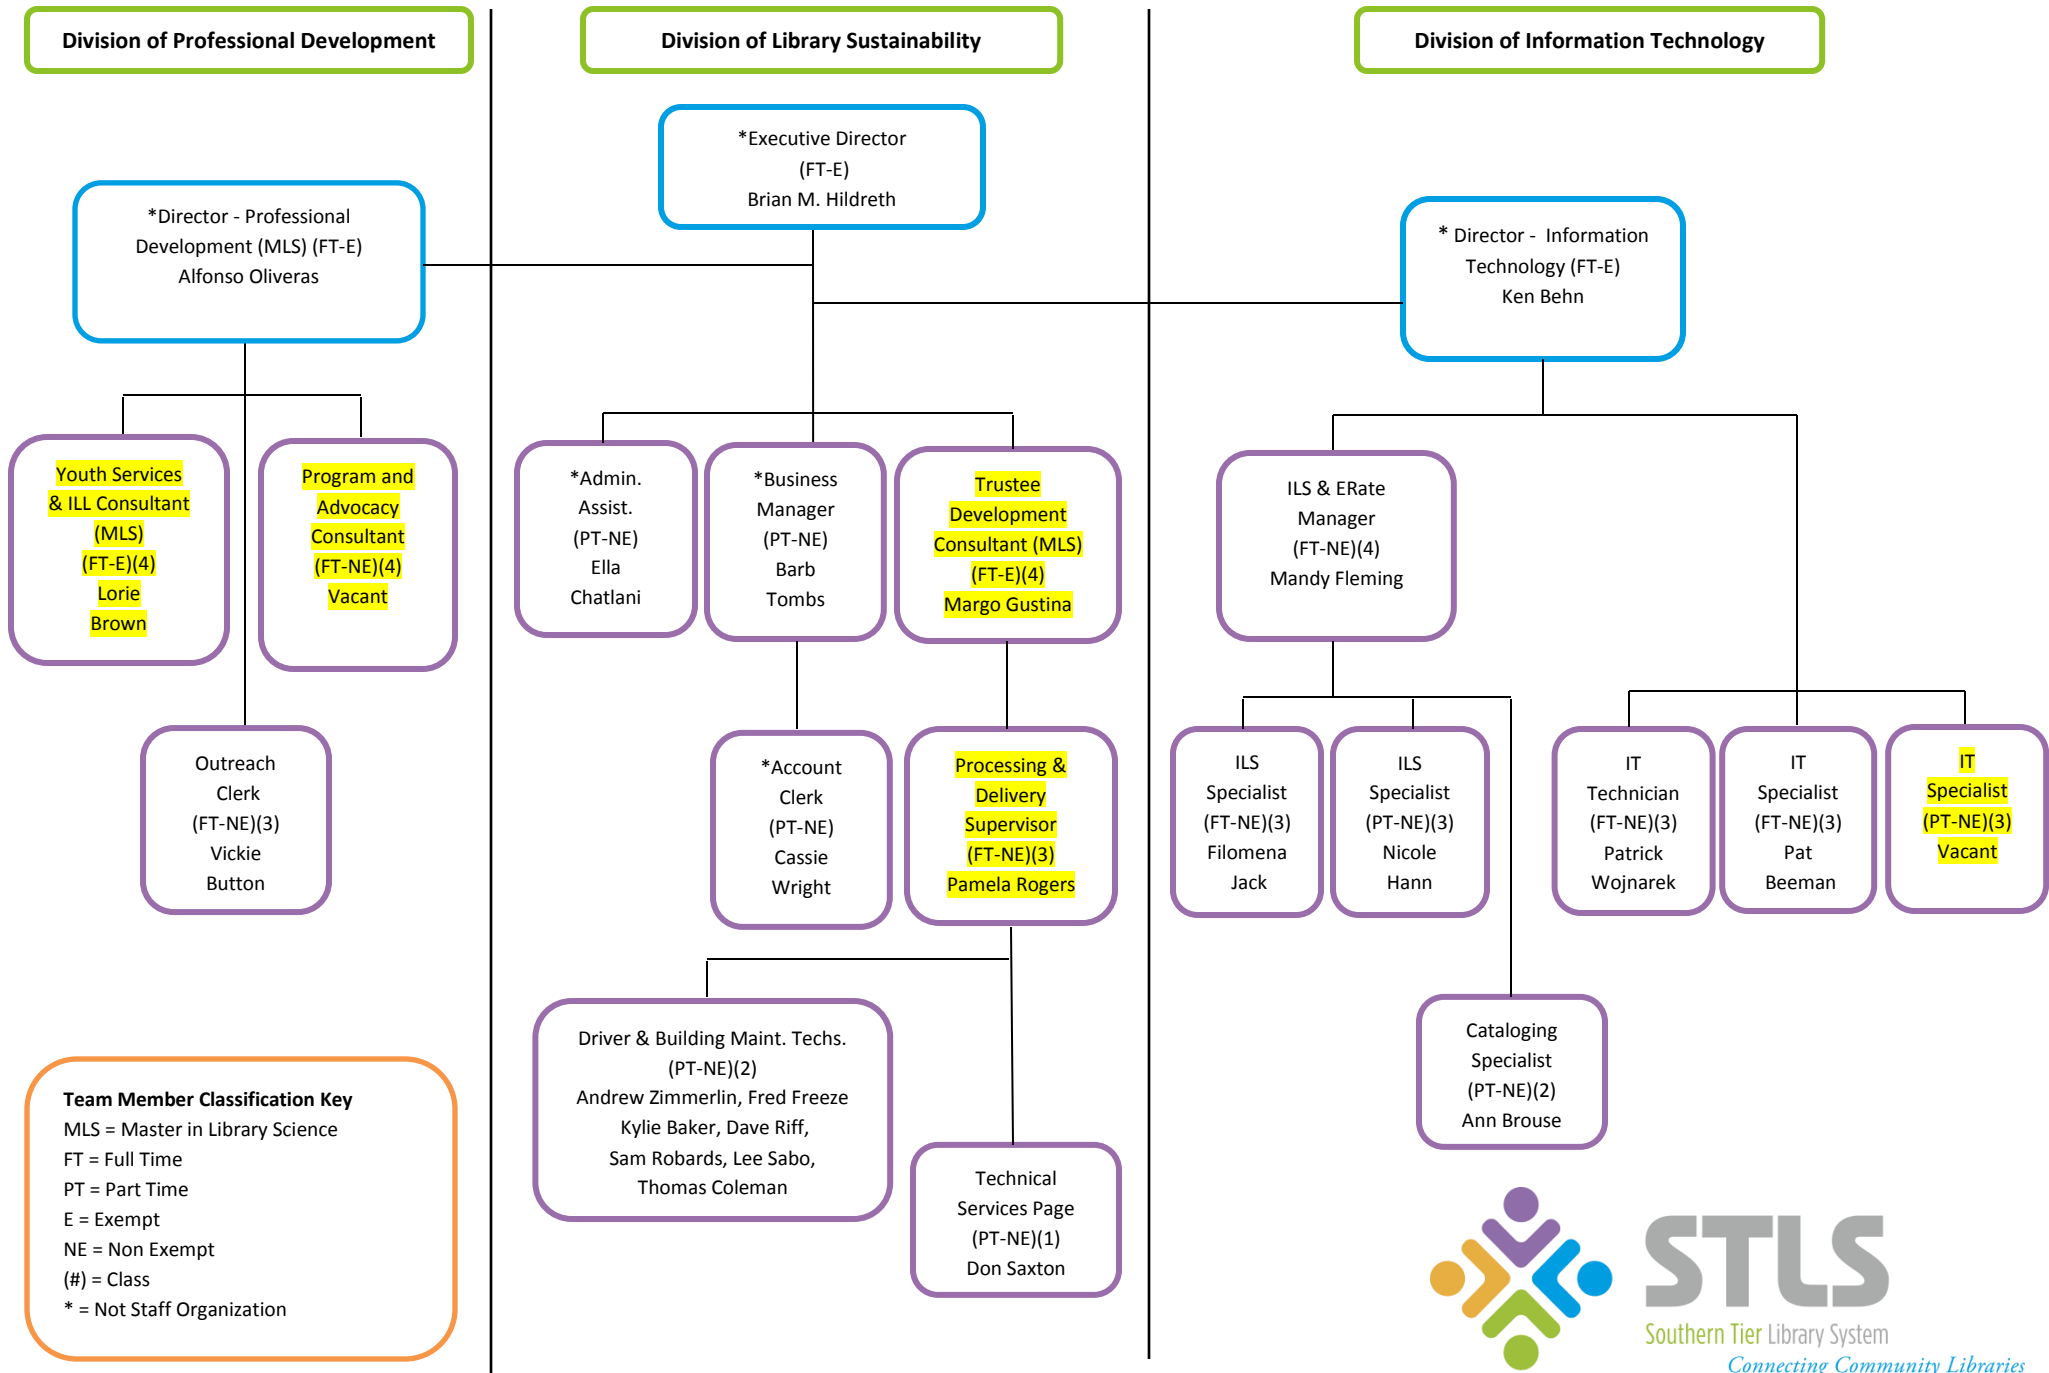 Division of Professional Development
Division of Library Sustainability
Division of Information Technology
*Executive Director
(FT-E)
Brian M. Hildreth
*Director - Professional
Development (MLS) (FT-E)
Alfonso Oliveras
* Director - Information
Technology (FT-E)
Ken Behn
Youth Services
& ILL Consultant
(MLS)
(FT-E)(4)
Lorie
Brown
Program and
Advocacy
Consultant
(FT-NE)(4)
Vacant
*Admin.
Assist.
(PT-NE)
Ella
Chatlani
*Business
Manager
(PT-NE)
Barb
Tombs
Trustee
Development
Consultant (MLS)
(FT-E)(4)
Margo Gustina
ILS & ERate
Manager
(FT-NE)(4)
Mandy Fleming
Outreach
Clerk
(FT-NE)(3)
Vickie
Button
*Account
Clerk
(PT-NE)
Cassie
Wright
Processing &
Delivery
Supervisor
(FT-NE)(3)
Pamela Rogers
ILS
Specialist
(FT-NE)(3)
Filomena
Jack
ILS
Specialist
(PT-NE)(3)
Nicole
Hann
IT
Technician
(FT-NE)(3)
Patrick
Wojnarek
IT
Specialist
(FT-NE)(3)
Pat
Beeman
IT
Specialist
(PT-NE)(3)
Vacant
Driver & Building Maint. Techs.
(PT-NE)(2)
Andrew Zimmerlin, Fred Freeze
Kylie Baker, Dave Riff,
Sam Robards, Lee Sabo,
Thomas Coleman
Technical
Services Page
(PT-NE)(1)
Don Saxton
Cataloging
Specialist
(PT-NE)(2)
Ann Brouse
Team Member Classification Key
MLS = Master in Library Science
FT = Full Time
PT = Part Time
E = Exempt
NE = Non Exempt
(#) = Class
* = Not Staff Organization
STLS
Southern Tier Library System
Connecting Community Libraries